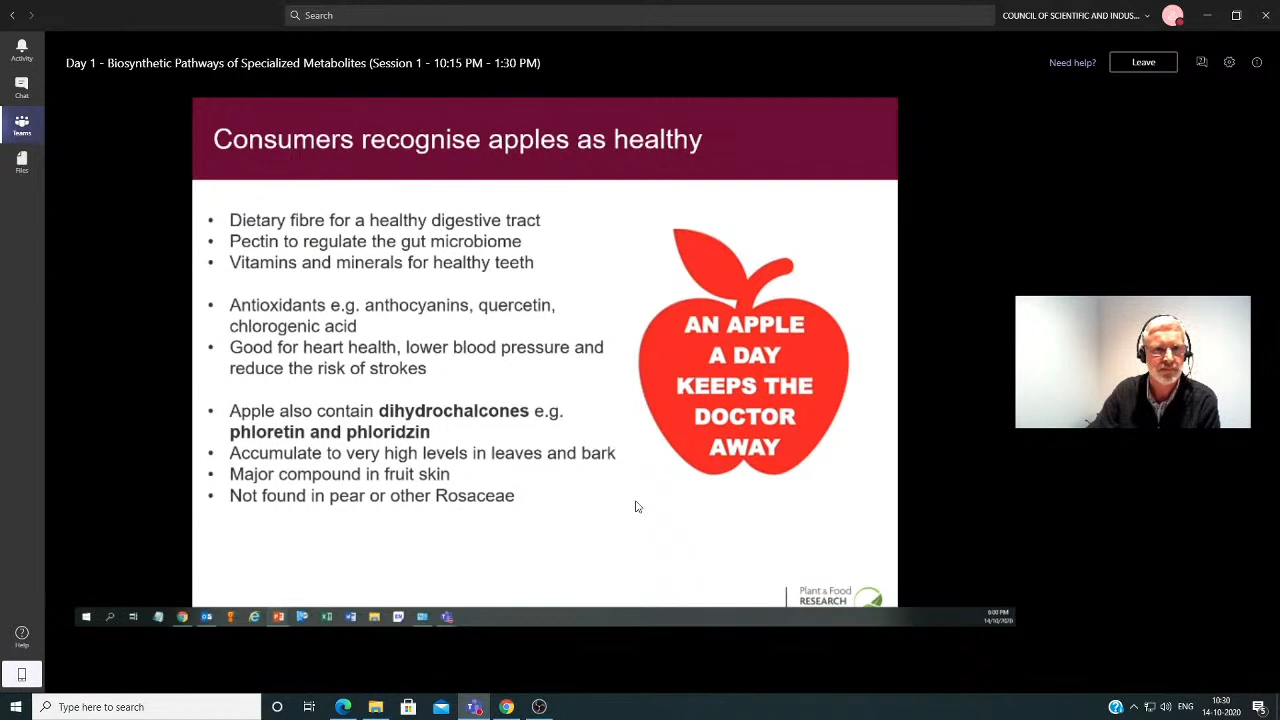 Search
COUNCIL OF SCIENTIFIC AND INDUS...
Activity
Chat
Teams
Files
Help
Day 1 - Biosynthetic Pathways of Specialized Metabolites (Session 1 - 10:15 PM - 1:30 PM)
Need help?
Leave
Consumers recognise apples as healthy
• Dietary fibre for a healthy digestive tract
• Pectin to regulate the gut microbiome
• Vitamins and minerals for healthy teeth
• Antioxidants e.g. anthocyanins, quercetin,
chlorogenic acid
• Good for heart health, lower blood pressure and
reduce the risk of strokes
• Apple also contain dihydrochalcones e.g.
phloretin and phloridzin
• Accumulate to very high levels in leaves and bark
• Major compound in fruit skin
• Not found in pear or other Rosaceae
AN APPLE
A DAY
KEEPS THE
DOCTOR
AWAY
Plant & Food
RESEARCH
6:00 PM
14/10/2020
Type here to search
ENG
10:30
14-10-2020